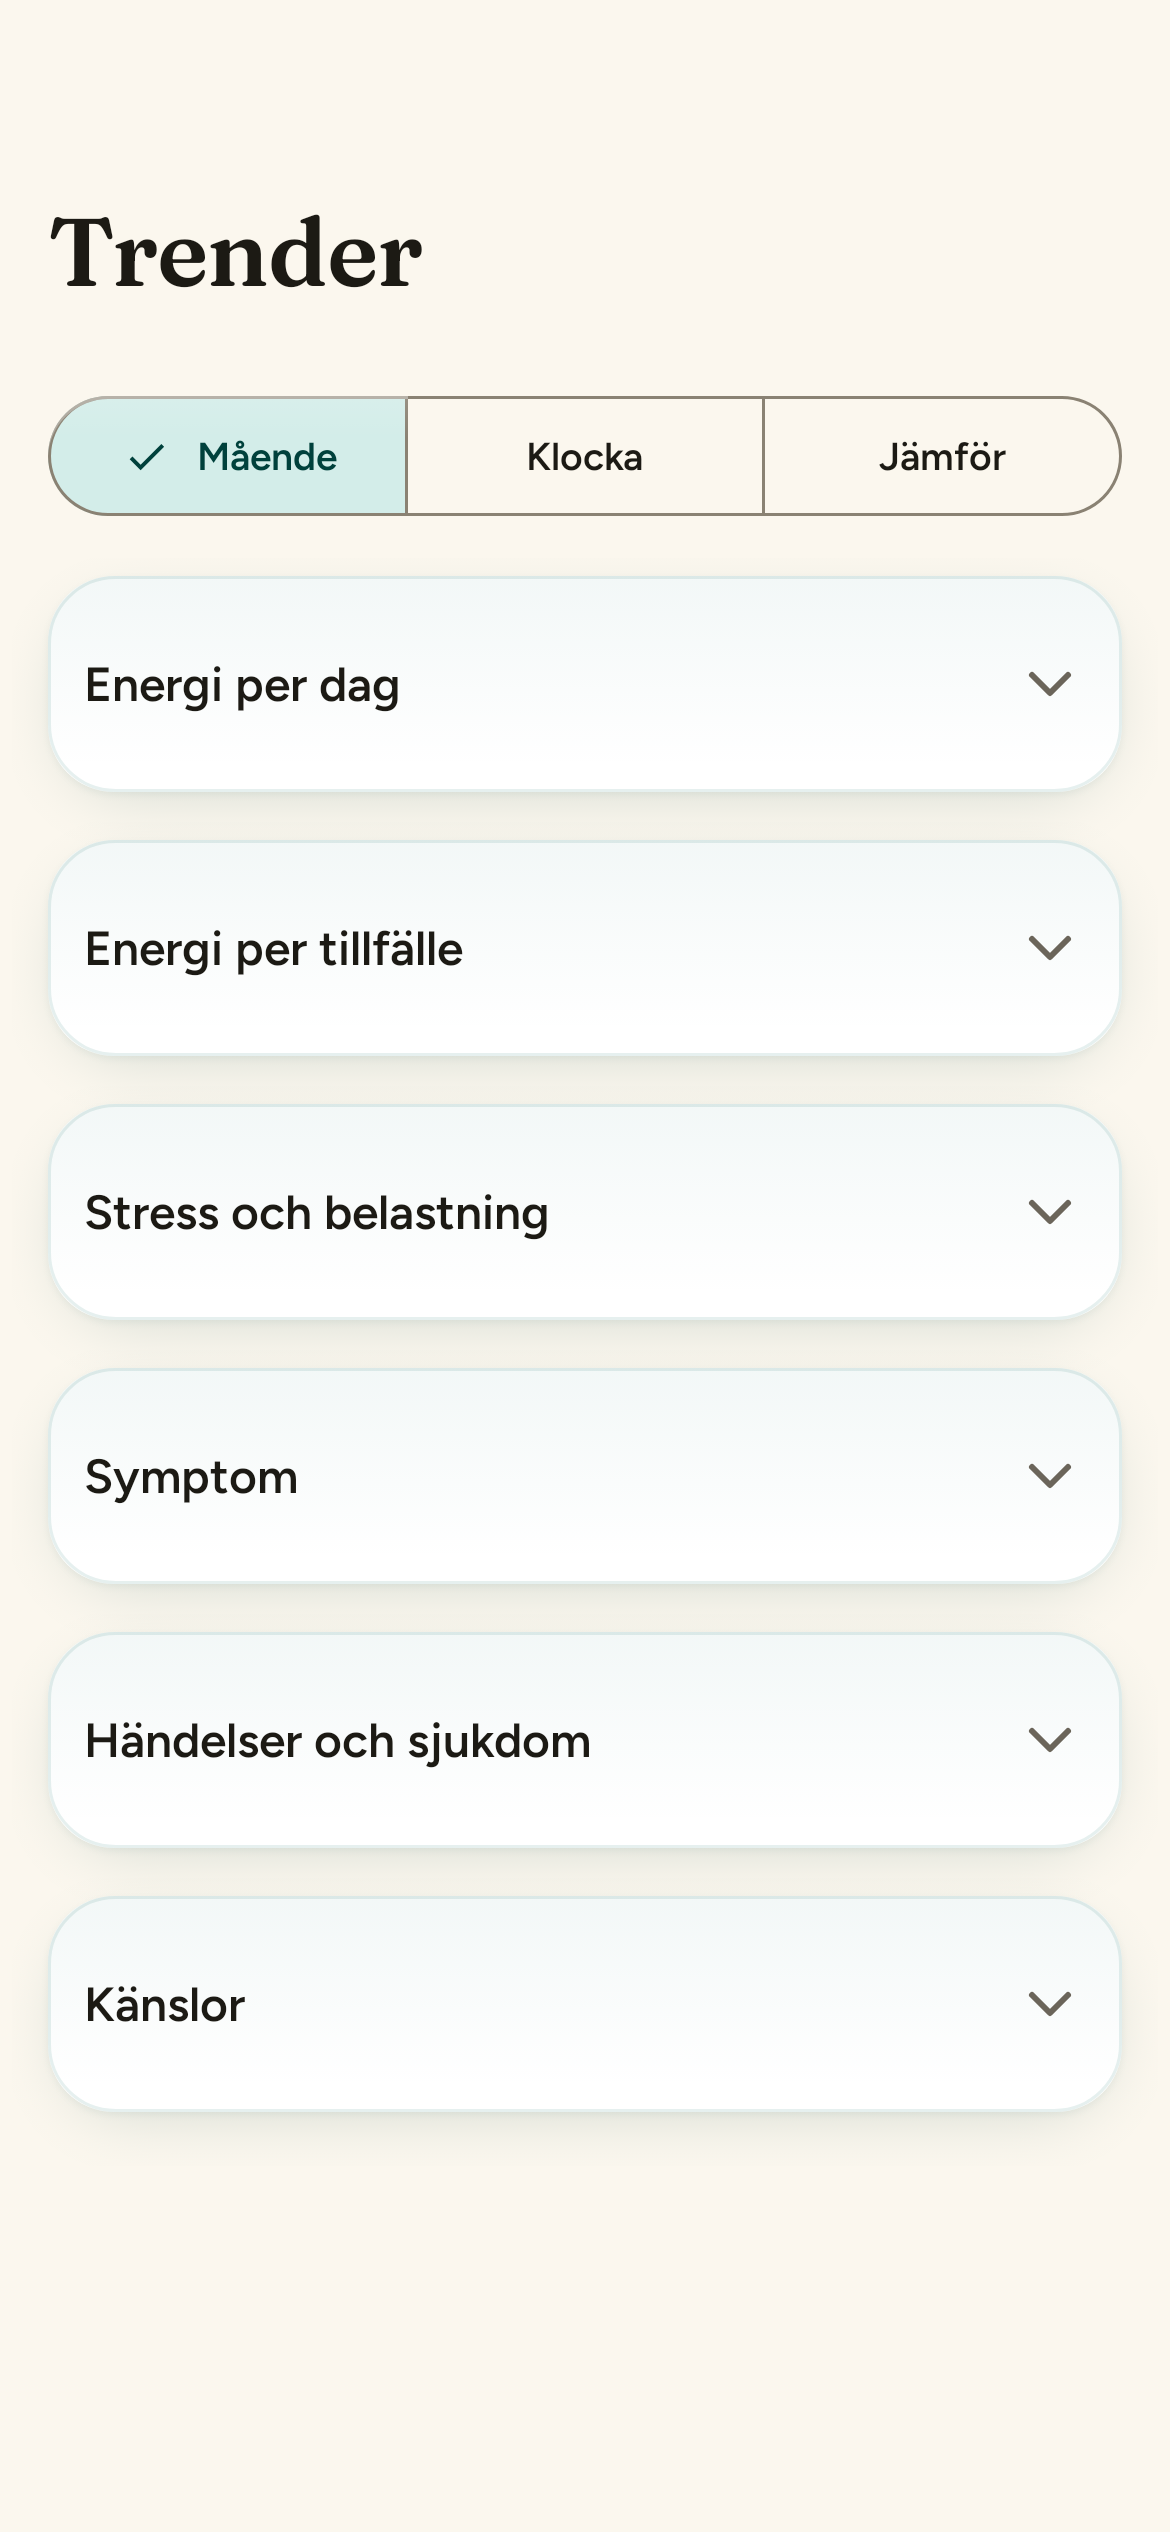 Trender
Mående
Klocka
Jämför
Energi per dag
Energi per tillfälle
Stress och belastning
Symptom
Händelser och sjukdom
Känslor